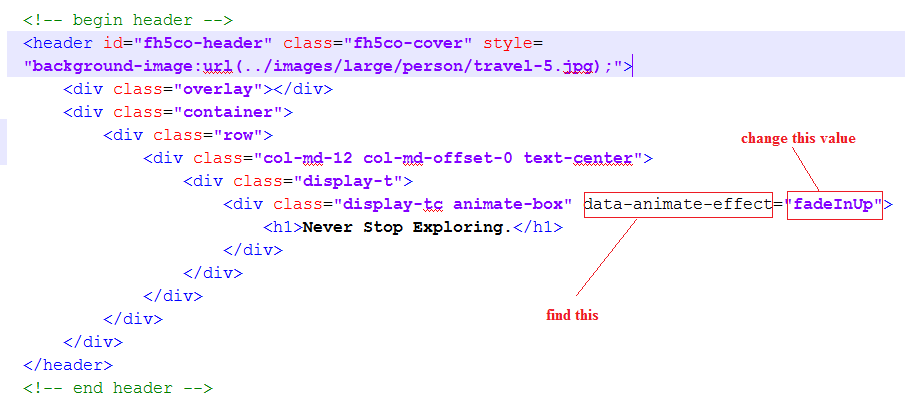 <!-- begin header -->
<header id="fh5co-header" class="fh5co-cover" style=
"background-image:url(../images/large/person/travel-5.jpg);">
<div class="overlay"></div>
<div class="container">
<div class="row">
change this value
<div class="col-md-12 col-md-offset-0 text-center">
<div class="display-t">
<div class="display-tc animate-box" data-animate-effect="fadeInUp">
<h1>Never Stop Exploring.</h1>
</div>
</div>
</div>
find this
</div>
</div>
</header>
<!-- end header -->